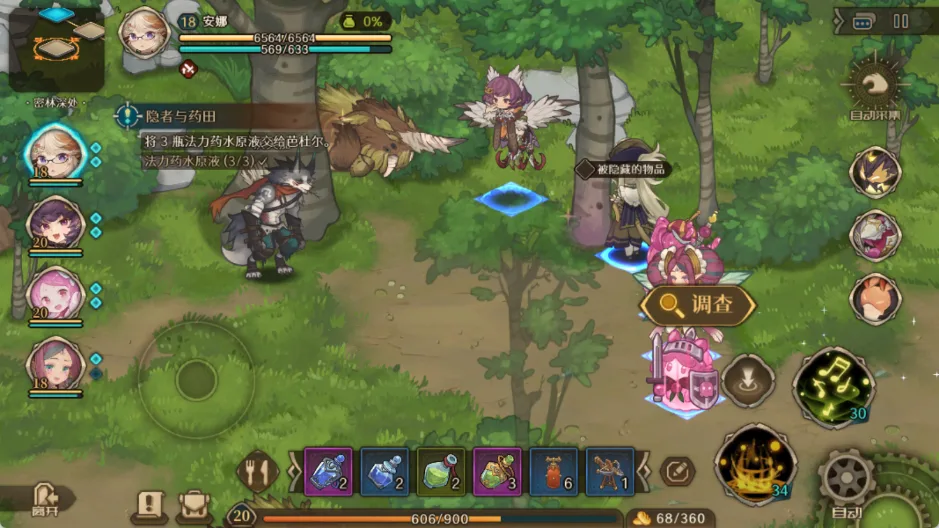 18 安娜
0%
6564/6564
569/633
密林深处
隐者与药田
将 3 瓶法力药水原液交给芭杜尔。
法力药水原液 (3/3) ✓
自动采集
被隐藏的物品
18
20
20
18
调查
30
34
2
2
2
3
6
1
离开
20
606/900
68/360
自动